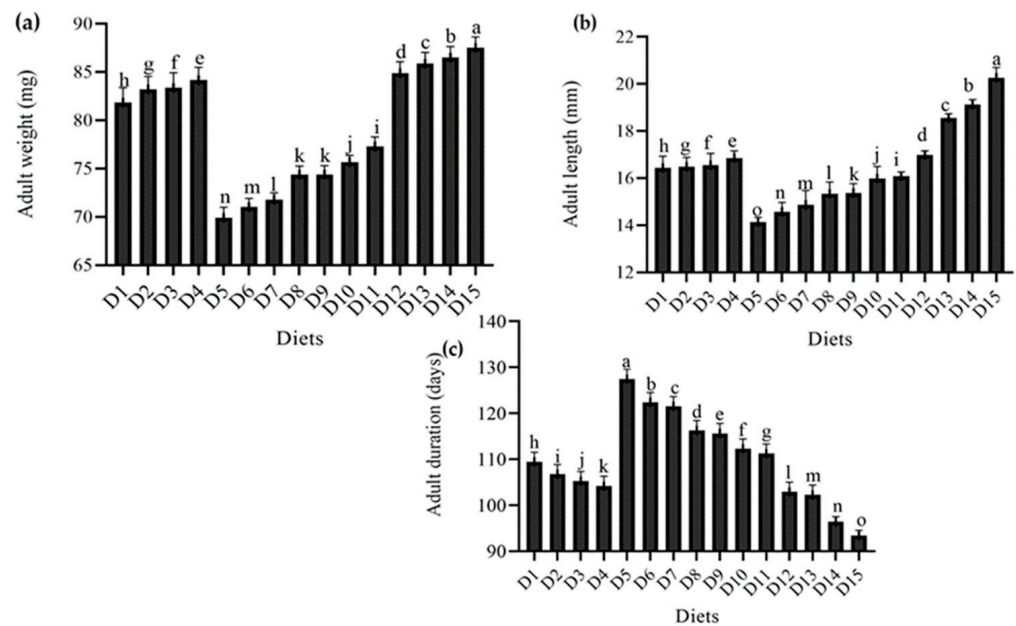 (a)
Adult weight (mg)
90
85
80
75
70
65
h g f e n m l k k j i d c b a
D1 D2 D3 D4 D5 D6 D7 D8 D9 D10 D11 D12 D13 D14 D15
Diets
(b)
Adult length (mm)
22
20
18
16
14
12
h g f e o n m l k j i d c b a
D1 D2 D3 D4 D5 D6 D7 D8 D9 D10 D11 D12 D13 D14 D15
Diets
(c)
Adult duration (days)
140
130
120
110
100
90
h i j k a b c d e f g l m n o
D1 D2 D3 D4 D5 D6 D7 D8 D9 D10 D11 D12 D13 D14 D15
Diets